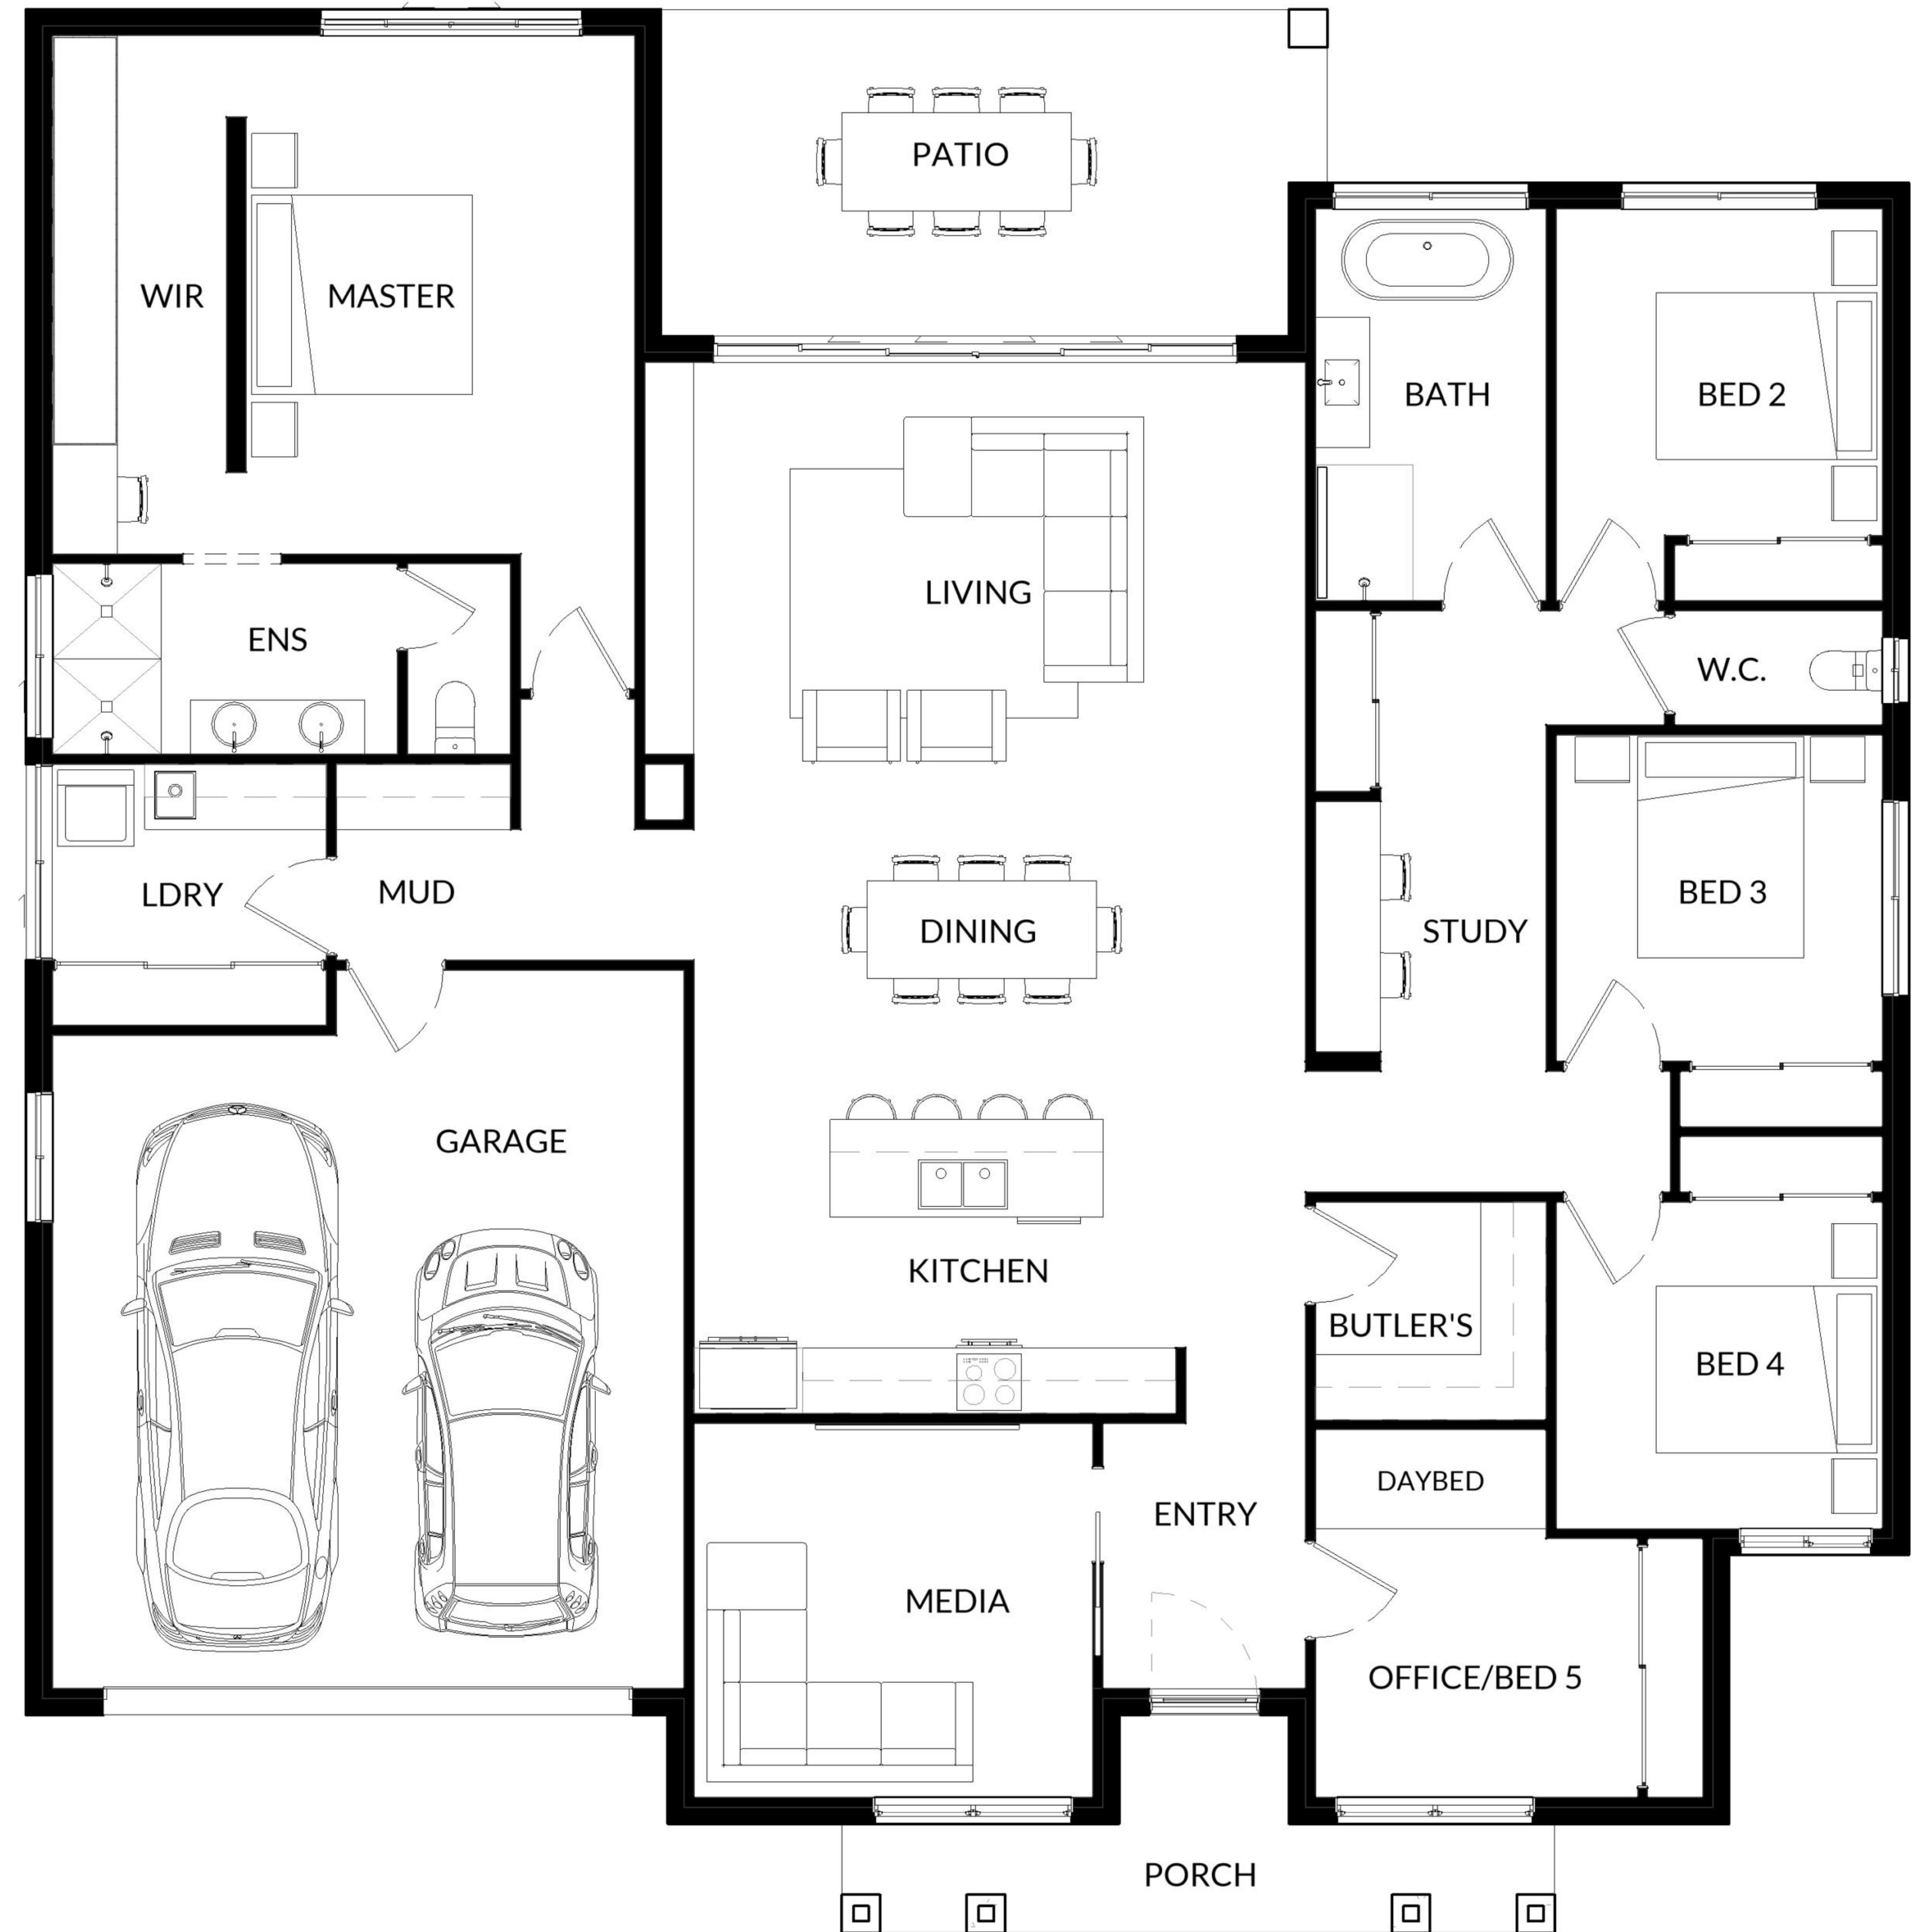 PATIO
WIR
MASTER
BATH
BED 2
LIVING
ENS
W.C.
LDRY
MUD
BED 3
DINING
STUDY
GARAGE
KITCHEN
BUTLER'S
BED 4
DAYBED
ENTRY
MEDIA
OFFICE/BED 5
PORCH